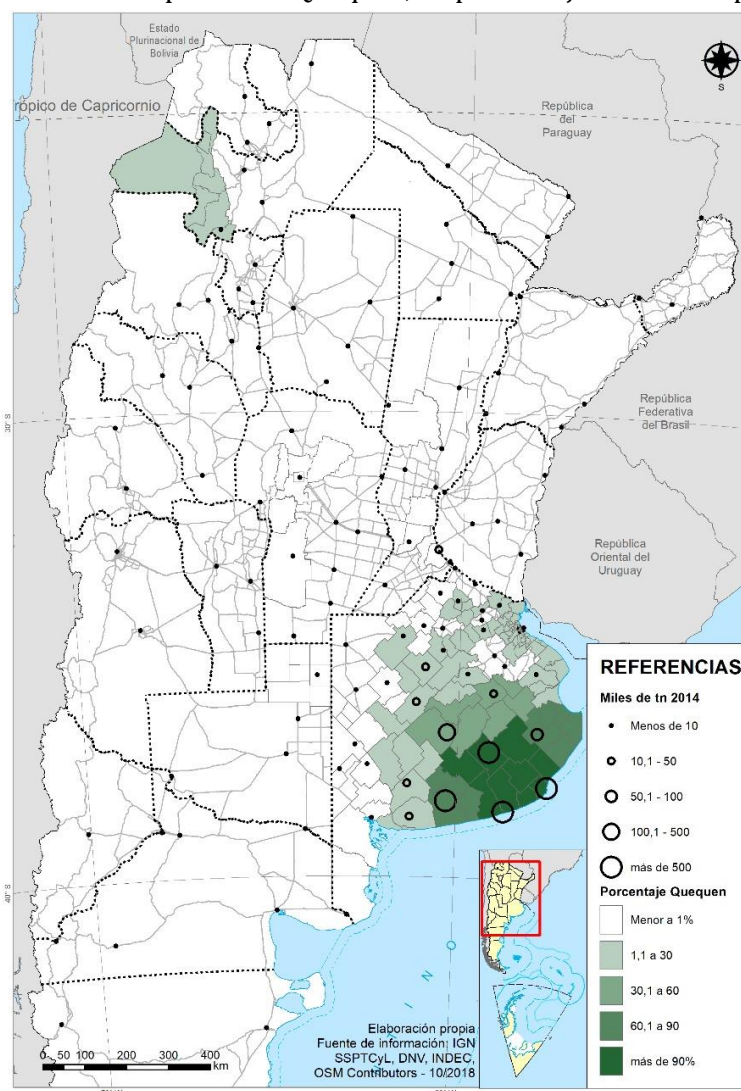 Estado
Plurinacional de
Bolivia
rópico de Capricornio
República
del
Paraguay
S
30° S
República
Federativa
del Brasil
República
Oriental del
Uruguay
40° S
I N O
REFERENCIAS
Miles de tn 2014
Menos de 10
10,1 - 50
50,1 - 100
100,1 - 500
más de 500
Porcentaje Quequen
Menor a 1%
1,1 a 30
30,1 a 60
60,1 a 90
más de 90%
Elaboración propia
Fuente de información: IGN
SSPTCyL, DNV, INDEC,
OSM Contributors - 10/2018
0 50 100 200 300 400
km